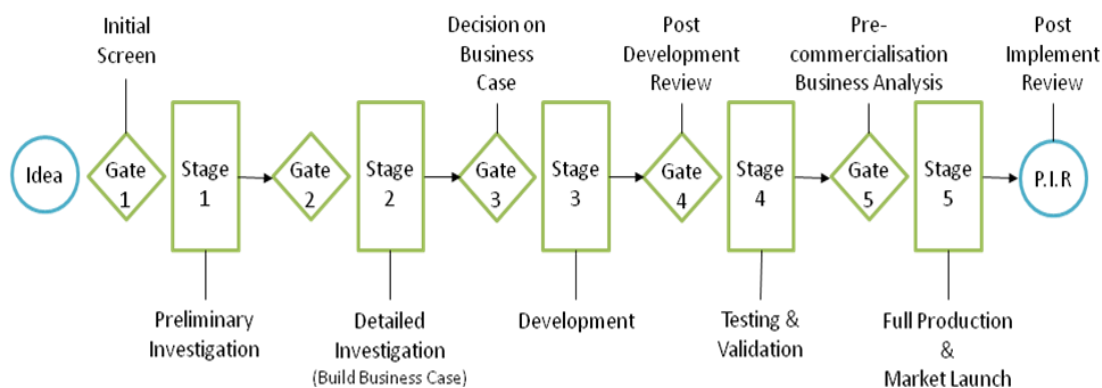 Initial
Screen
Decision on
Business
Case
Post
Development
Review
Pre-
commercialisation
Business Analysis
Post
Implement
Review
Idea
Gate
1
Stage
1
Gate
2
Stage
2
Gate
3
Stage
3
Gate
4
Stage
4
Gate
5
Stage
5
P.I.R
Preliminary
Investigation
Detailed
Investigation
(Build Business Case)
Development
Testing &
Validation
Full Production
&
Market Launch